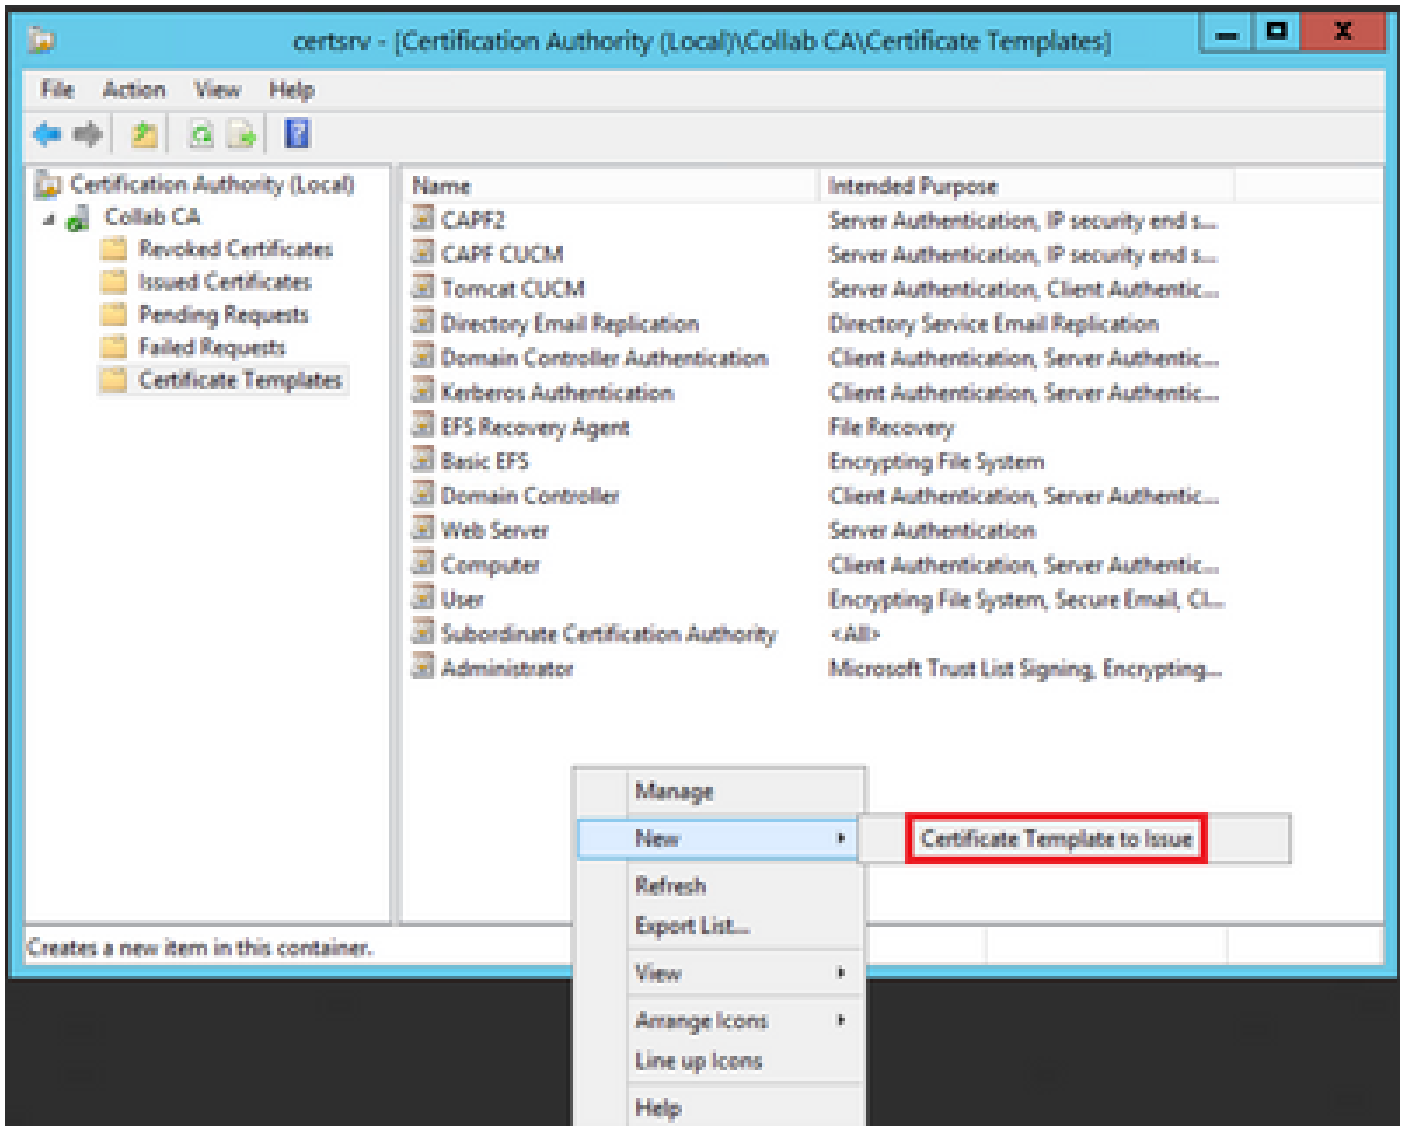 certsrv - [Certification Authority (Local)\Collab CA\Certificate Templates]
X
File Action View Help
?
Certification Authority (Local)
Collab CA
Revoked Certificates
Issued Certificates
Pending Requests
Failed Requests
Certificate Templates
Name Intended Purpose
CAPF2 Server Authentication, IP security end s...
CAPF CUCM Server Authentication, IP security end s...
Tomcat CUCM Server Authentication, Client Authentic...
Directory Email Replication Directory Service Email Replication
Domain Controller Authentication Client Authentication, Server Authentic...
Kerberos Authentication Client Authentication, Server Authentic...
EFS Recovery Agent File Recovery
Basic EFS Encrypting File System
Domain Controller Client Authentication, Server Authentic...
Web Server Server Authentication
Computer Client Authentication, Server Authentic...
User Encrypting File System, Secure Email, Cl...
Subordinate Certification Authority <All>
Administrator Microsoft Trust List Signing, Encrypting...
Manage
New Certificate Template to Issue
Refresh
Export List...
View
Arrange Icons
Line up Icons
Help
Creates a new item in this container.